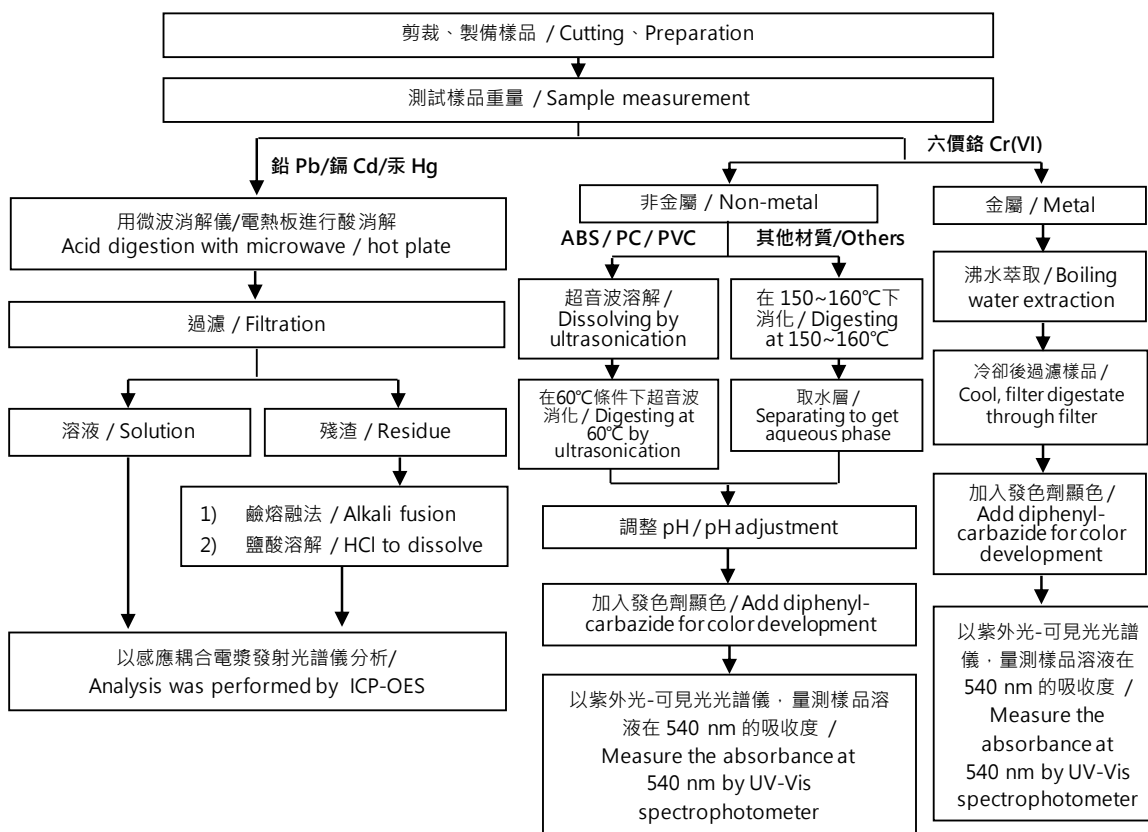 剪裁、製備樣品 / Cutting、Preparation
測試樣品重量 / Sample measurement
鉛 Pb/鎘 Cd/汞 Hg
六價鉻 Cr(VI)
用微波消解儀/電熱板進行酸消解
Acid digestion with microwave / hot plate
過濾 / Filtration
溶液 / Solution
殘渣 / Residue
1) 鹼熔融法 / Alkali fusion
2) 鹽酸溶解 / HCl to dissolve
以感應耦合電漿發射光譜儀分析/
Analysis was performed by ICP-OES
非金屬 / Non-metal
ABS / PC / PVC
其他材質/Others
超音波溶解 /
Dissolving by
ultrasonication
在60℃條件下超音波
消化 / Digesting at
60℃ by
ultrasonication
在 150~160℃下
消化 / Digesting
at 150~160℃
取水層 /
Separating to get
aqueous phase
調整 pH / pH adjustment
加入發色劑顯色 / Add diphenyl-
carbazide for color development
以紫外光-可見光光譜儀，量測樣品溶
液在 540 nm 的吸收度 /
Measure the absorbance at
540 nm by UV-Vis
spectrophotometer
金屬 / Metal
沸水萃取 / Boiling
water extraction
冷卻後過濾樣品 /
Cool, filter digestate
through filter
加入發色劑顯色 /
Add diphenyl-
carbazide for color
development
以紫外光-可見光光譜
儀，量測樣品溶液在
540 nm 的吸收度 /
Measure the
absorbance at
540 nm by UV-Vis
spectrophotometer